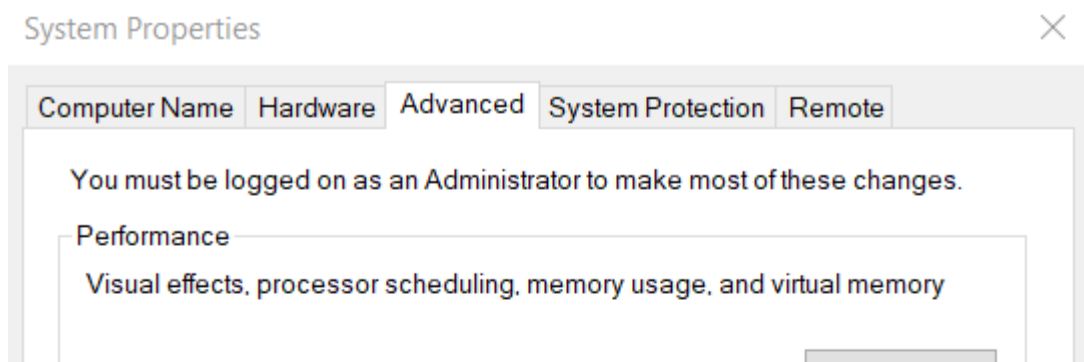 System Properties
Computer Name Hardware Advanced System Protection Remote
You must be logged on as an Administrator to make most of these changes.
Performance
Visual effects, processor scheduling, memory usage, and virtual memory